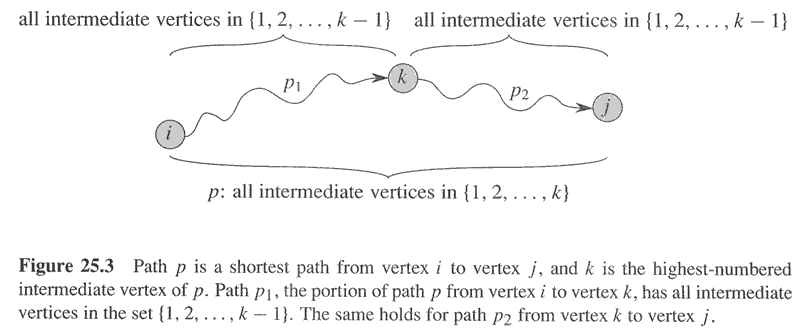 all intermediate vertices in {1, 2, . . . , k − 1} all intermediate vertices in {1, 2, . . . , k − 1}
k
p₁
p₂
j
i
p: all intermediate vertices in {1, 2, . . . , k}
Figure 25.3 Path p is a shortest path from vertex i to vertex j, and k is the highest-numbered
intermediate vertex of p. Path p₁, the portion of path p from vertex i to vertex k, has all intermediate
vertices in the set {1, 2, . . . , k − 1}. The same holds for path p₂ from vertex k to vertex j.